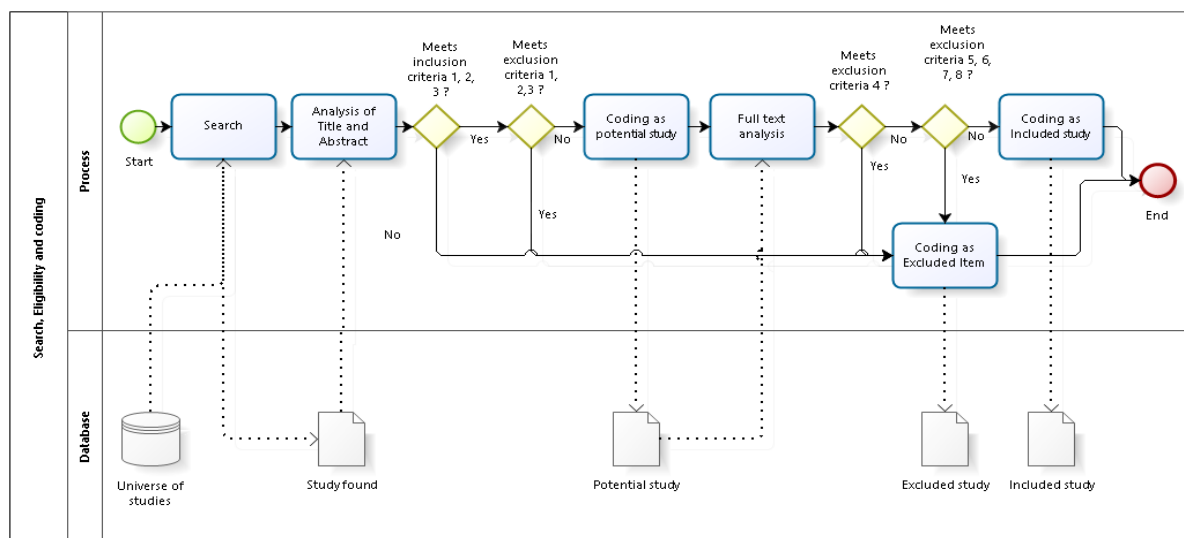 Search, Eligibility and coding
Process
Database
Start
Search
Analysis of
Title and
Abstract
Meets
inclusion
criteria 1, 2,
3 ?
Yes
No
Meets
exclusion
criteria 1,
2,3 ?
No
Yes
Coding as
potential study
Full text
analysis
Meets
exclusion
criteria 4 ?
No
Yes
Meets
exclusion
criteria 5, 6,
7, 8 ?
No
Yes
Coding as
Included study
Coding as
Excluded Item
End
Universe of
studies
Study found
Potential study
Excluded study
Included study